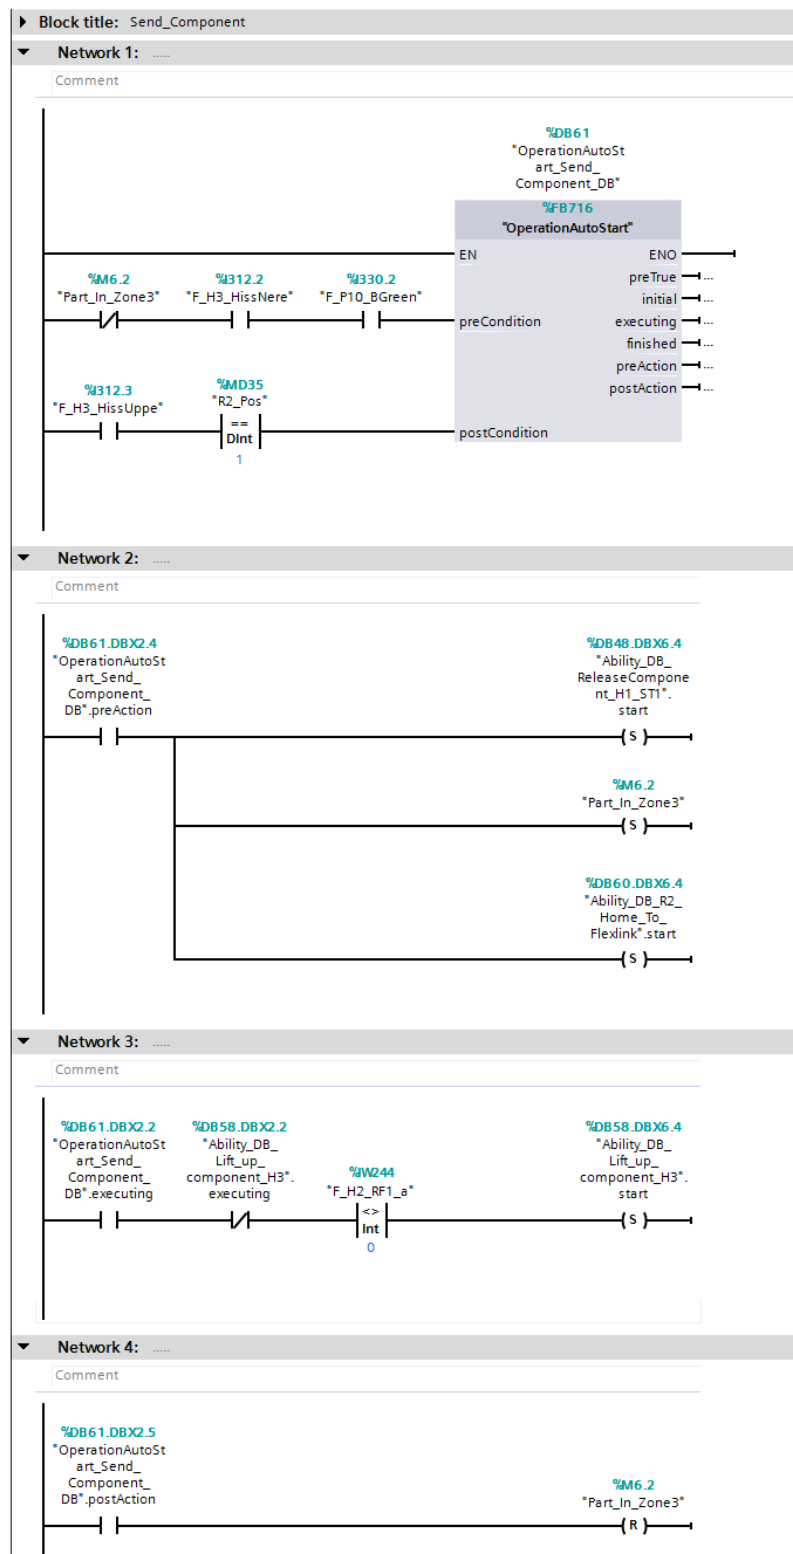 Block title: Send_Component
Network 1: .....
Comment
%DB61
"OperationAutoSt
art_Send_
Component_DB"
%FB716
"OperationAutoStart"
EN
ENO
preTrue
...
initial
...
%M6.2
"Part_In_Zone3"
%I312.2
"F_H3_HissNere"
%I330.2
"F_P10_BGreen"
preCondition
executing
...
finished
...
preAction
...
postAction
...
%I312.3
"F_H3_HissUppe"
%MD35
"R2_Pos"
==
DInt
1
postCondition
Network 2: .....
Comment
%DB61.DBX2.4
"OperationAutoSt
art_Send_
Component_
DB".preAction
%DB48.DBX6.4
"Ability_DB_
ReleaseCompone
nt_H1_ST1".
start
S
%M6.2
"Part_In_Zone3"
S
%DB60.DBX6.4
"Ability_DB_R2_
Home_To_
Flexlink".start
S
Network 3: .....
Comment
%DB61.DBX2.2
"OperationAutoSt
art_Send_
Component_
DB".executing
%DB58.DBX2.2
"Ability_DB_
Lift_up_
component_H3".
executing
%IW244
"F_H2_RF1_a"
<>
Int
0
%DB58.DBX6.4
"Ability_DB_
Lift_up_
component_H3".
start
S
Network 4: .....
Comment
%DB61.DBX2.5
"OperationAutoSt
art_Send_
Component_
DB".postAction
%M6.2
"Part_In_Zone3"
R